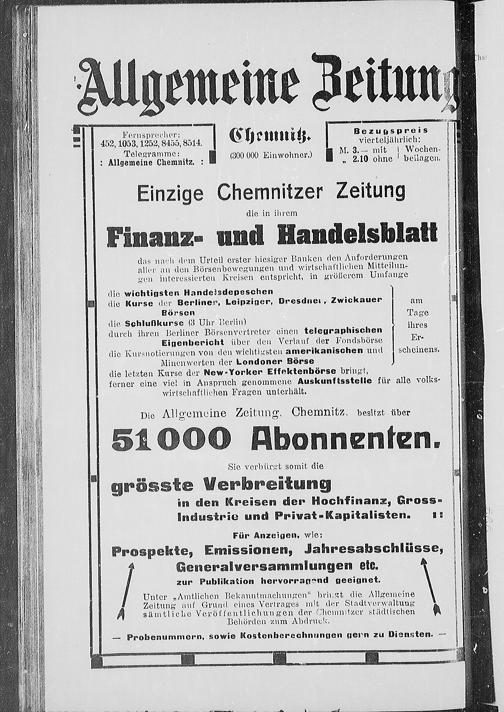 Allgemeine Zeitung
Fernsprecher:
452, 1053, 1252, 8455, 8514.
Telegramme:
: Allgemeine Chemnitz. :
Chemnitz.
(300 000 Einwohner.)
Bezugspreis
vierteljährlich:
M. 3.— mit Wochen-
„ 2.10 ohne beilagen.
Einzige Chemnitzer Zeitung
die in ihrem
Finanz- und Handelsblatt
das nach dem Urteil erster hiesiger Banken den Anforderungen
aller an den Börsenbewegungen und wirtschaftlichen Mitteilun-
gen interessierten Kreisen entspricht, in größerem Umfange
die wichtigsten Handelsdepeschen
die Kurse der Berliner, Leipziger, Dresdner, Zwickauer
Börsen
die Schlußkurse (3 Uhr Berlin)
durch ihren Berliner Börsenvertreter einen telegraphischen
Eigenbericht über den Verlauf der Fondsbörse
die Kursnotierungen von den wichtigsten amerikanischen und
Minenwerten der Londoner Börse
am
Tage
ihres
Er-
scheinens.
die letzten Kurse der New-Yorker Effektenbörse bringt,
ferner eine viel in Anspruch genommene Auskunftsstelle für alle volks-
wirtschaftlichen Fragen unterhält.
Die Allgemeine Zeitung, Chemnitz, besitzt über
51000 Abonnenten.
Sie verbürgt somit die
grösste Verbreitung
in den Kreisen der Hochfinanz, Gross-
Industrie und Privat-Kapitalisten. ::
Für Anzeigen, wie:
Prospekte, Emissionen, Jahresabschlüsse,
Generalversammlungen etc.
zur Publikation hervorragend geeignet.
Unter „Amtlichen Bekanntmachungen" bringt die Allgemeine
Zeitung auf Grund eines Vertrages mit der Stadtverwaltung
sämtliche Veröffentlichungen der Chemnitzer städtischen
Behörden zum Abdruck.
— Probenummern, sowie Kostenberechnungen gern zu Diensten. —